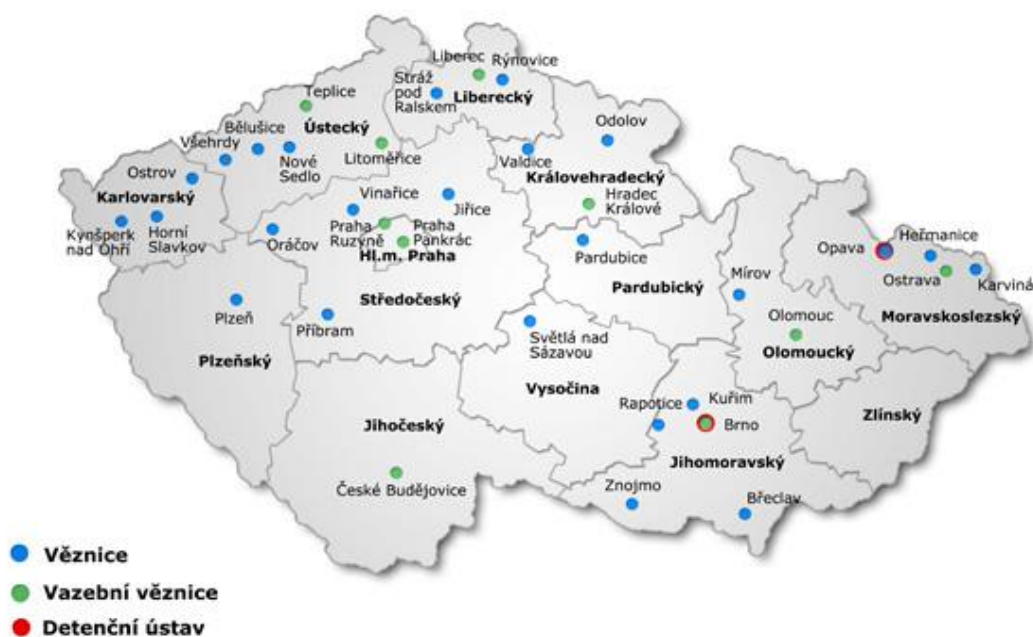 Liberec
Rýnovice
Stráž
pod
Ralskem
Liberecký
Teplice
Ústecký
Bělušice
Všehrdy
Nové
Sedlo
Litoměřice
Odolov
Valdice
Královehradecký
Hradec
Králové
Ostrov
Karlovarský
Kynšperk
nad Ohří
Horní
Slavkov
Vinařice
Jiřice
Oráčov
Praha
Ruzyně
Praha
Pankrác
Hl.m. Praha
Středočeský
Příbram
Plzeň
Plzeňský
Pardubice
Pardubický
Opava
Heřmanice
Ostrava
Karviná
Moravskoslezský
Mírov
Olomouc
Olomoucký
Světlá nad
Sázavou
Vysočina
Zlínský
Rapotice
Kuřim
Brno
Jihomoravský
Jihočeský
České Budějovice
Znojmo
Břeclav
Věznice
Vazební věznice
Detenční ústav